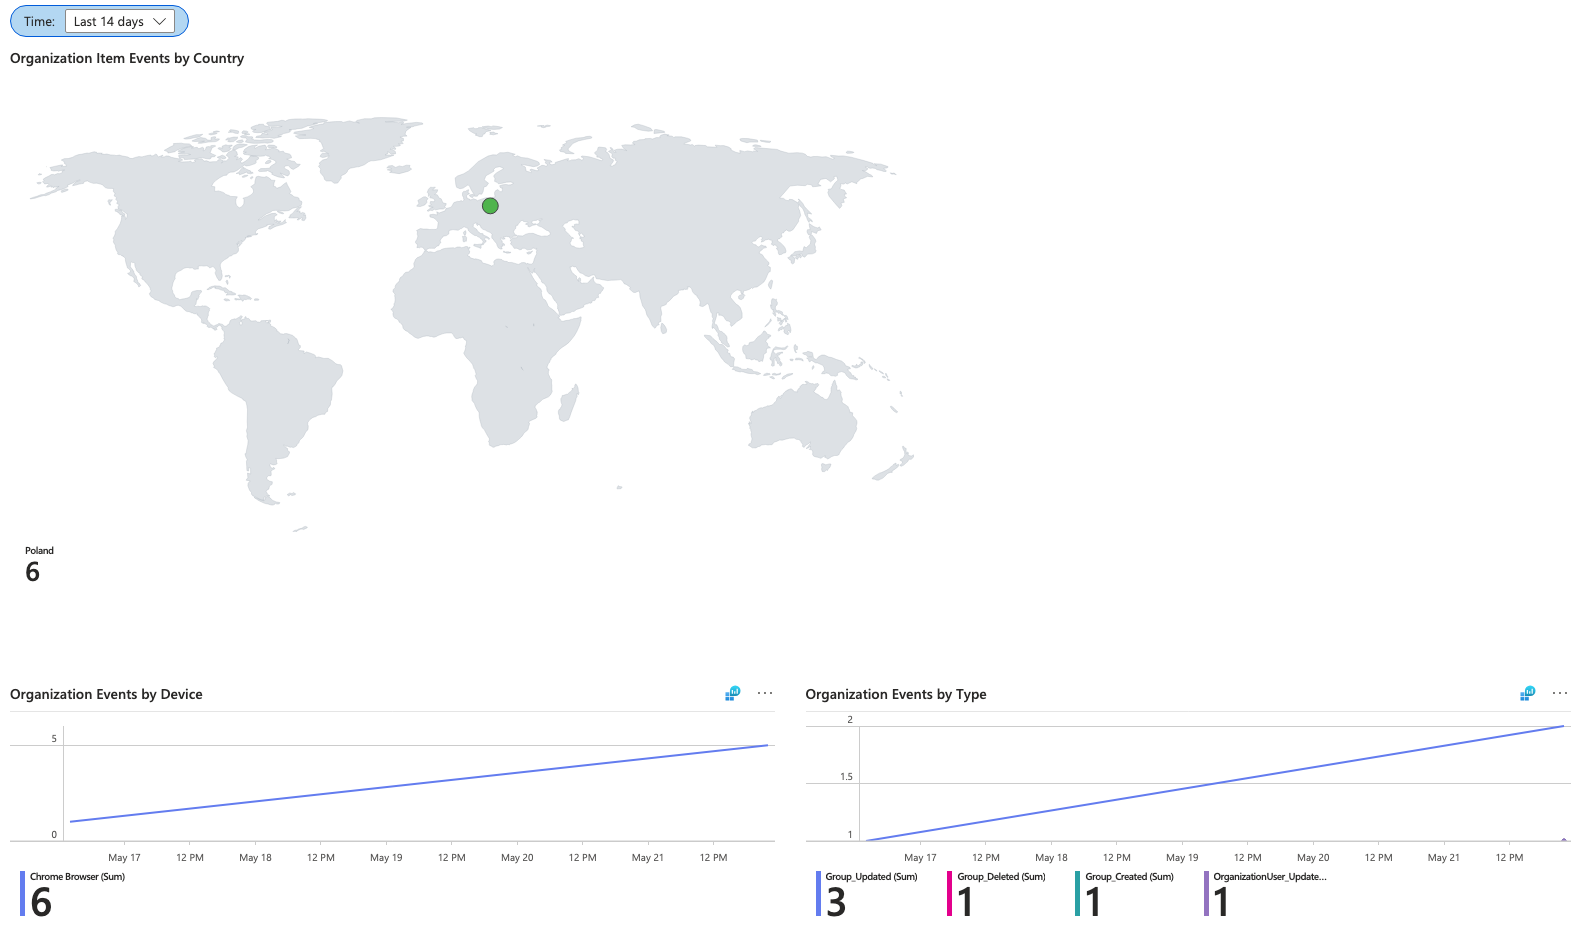 Time: Last 14 days
Organization Item Events by Country
Poland
6
Organization Events by Device
5
0
May 17 12 PM May 18 12 PM May 19 12 PM May 20 12 PM May 21 12 PM
Chrome Browser (Sum)
6
Organization Events by Type
2
1.5
1
May 17 12 PM May 18 12 PM May 19 12 PM May 20 12 PM May 21 12 PM
Group_Updated (Sum) Group_Deleted (Sum) Group_Created (Sum) OrganizationUser_Update...
3 1 1 1